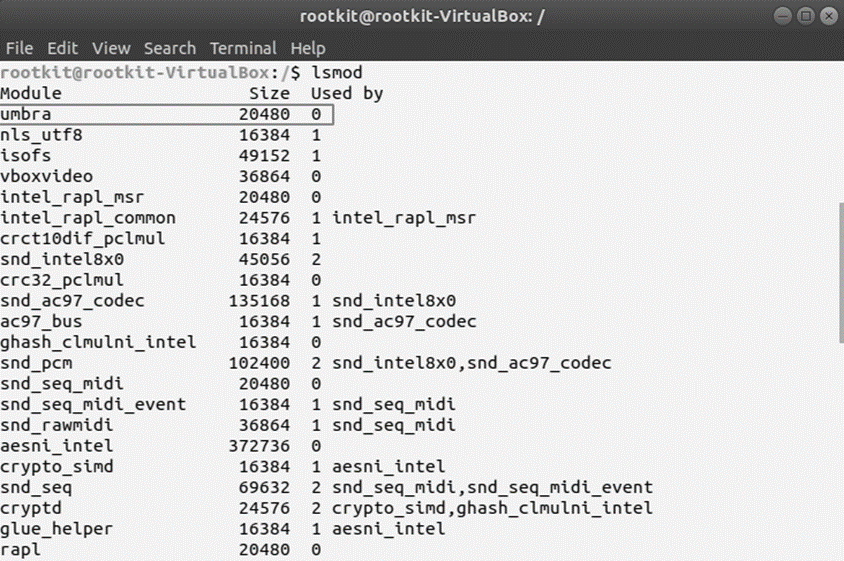 rootkit@rootkit-VirtualBox: /
File Edit View Search Terminal Help
rootkit@rootkit-VirtualBox:/$ lsmod
Module                  Size  Used by
umbra                  20480  0
nls_utf8               16384  1
isofs                  49152  1
vboxvideo              36864  0
intel_rapl_msr         20480  0
intel_rapl_common      24576  1 intel_rapl_msr
crct10dif_pclmul       16384  1
snd_intel8x0           45056  2
crc32_pclmul           16384  0
snd_ac97_codec        135168  1 snd_intel8x0
ac97_bus               16384  1 snd_ac97_codec
ghash_clmulni_intel    16384  0
snd_pcm               102400  2 snd_intel8x0,snd_ac97_codec
snd_seq_midi           20480  0
snd_seq_midi_event     16384  1 snd_seq_midi
snd_rawmidi            36864  1 snd_seq_midi
aesni_intel           372736  0
crypto_simd            16384  1 aesni_intel
snd_seq                69632  2 snd_seq_midi,snd_seq_midi_event
cryptd                 24576  2 crypto_simd,ghash_clmulni_intel
glue_helper            16384  1 aesni_intel
rapl                   20480  0